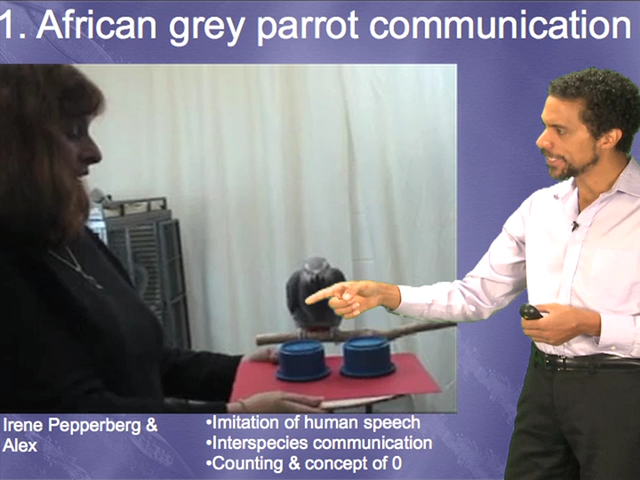 1. African grey parrot communication
Irene Pepperberg &
Alex
•Imitation of human speech
•Interspecies communication
•Counting & concept of 0